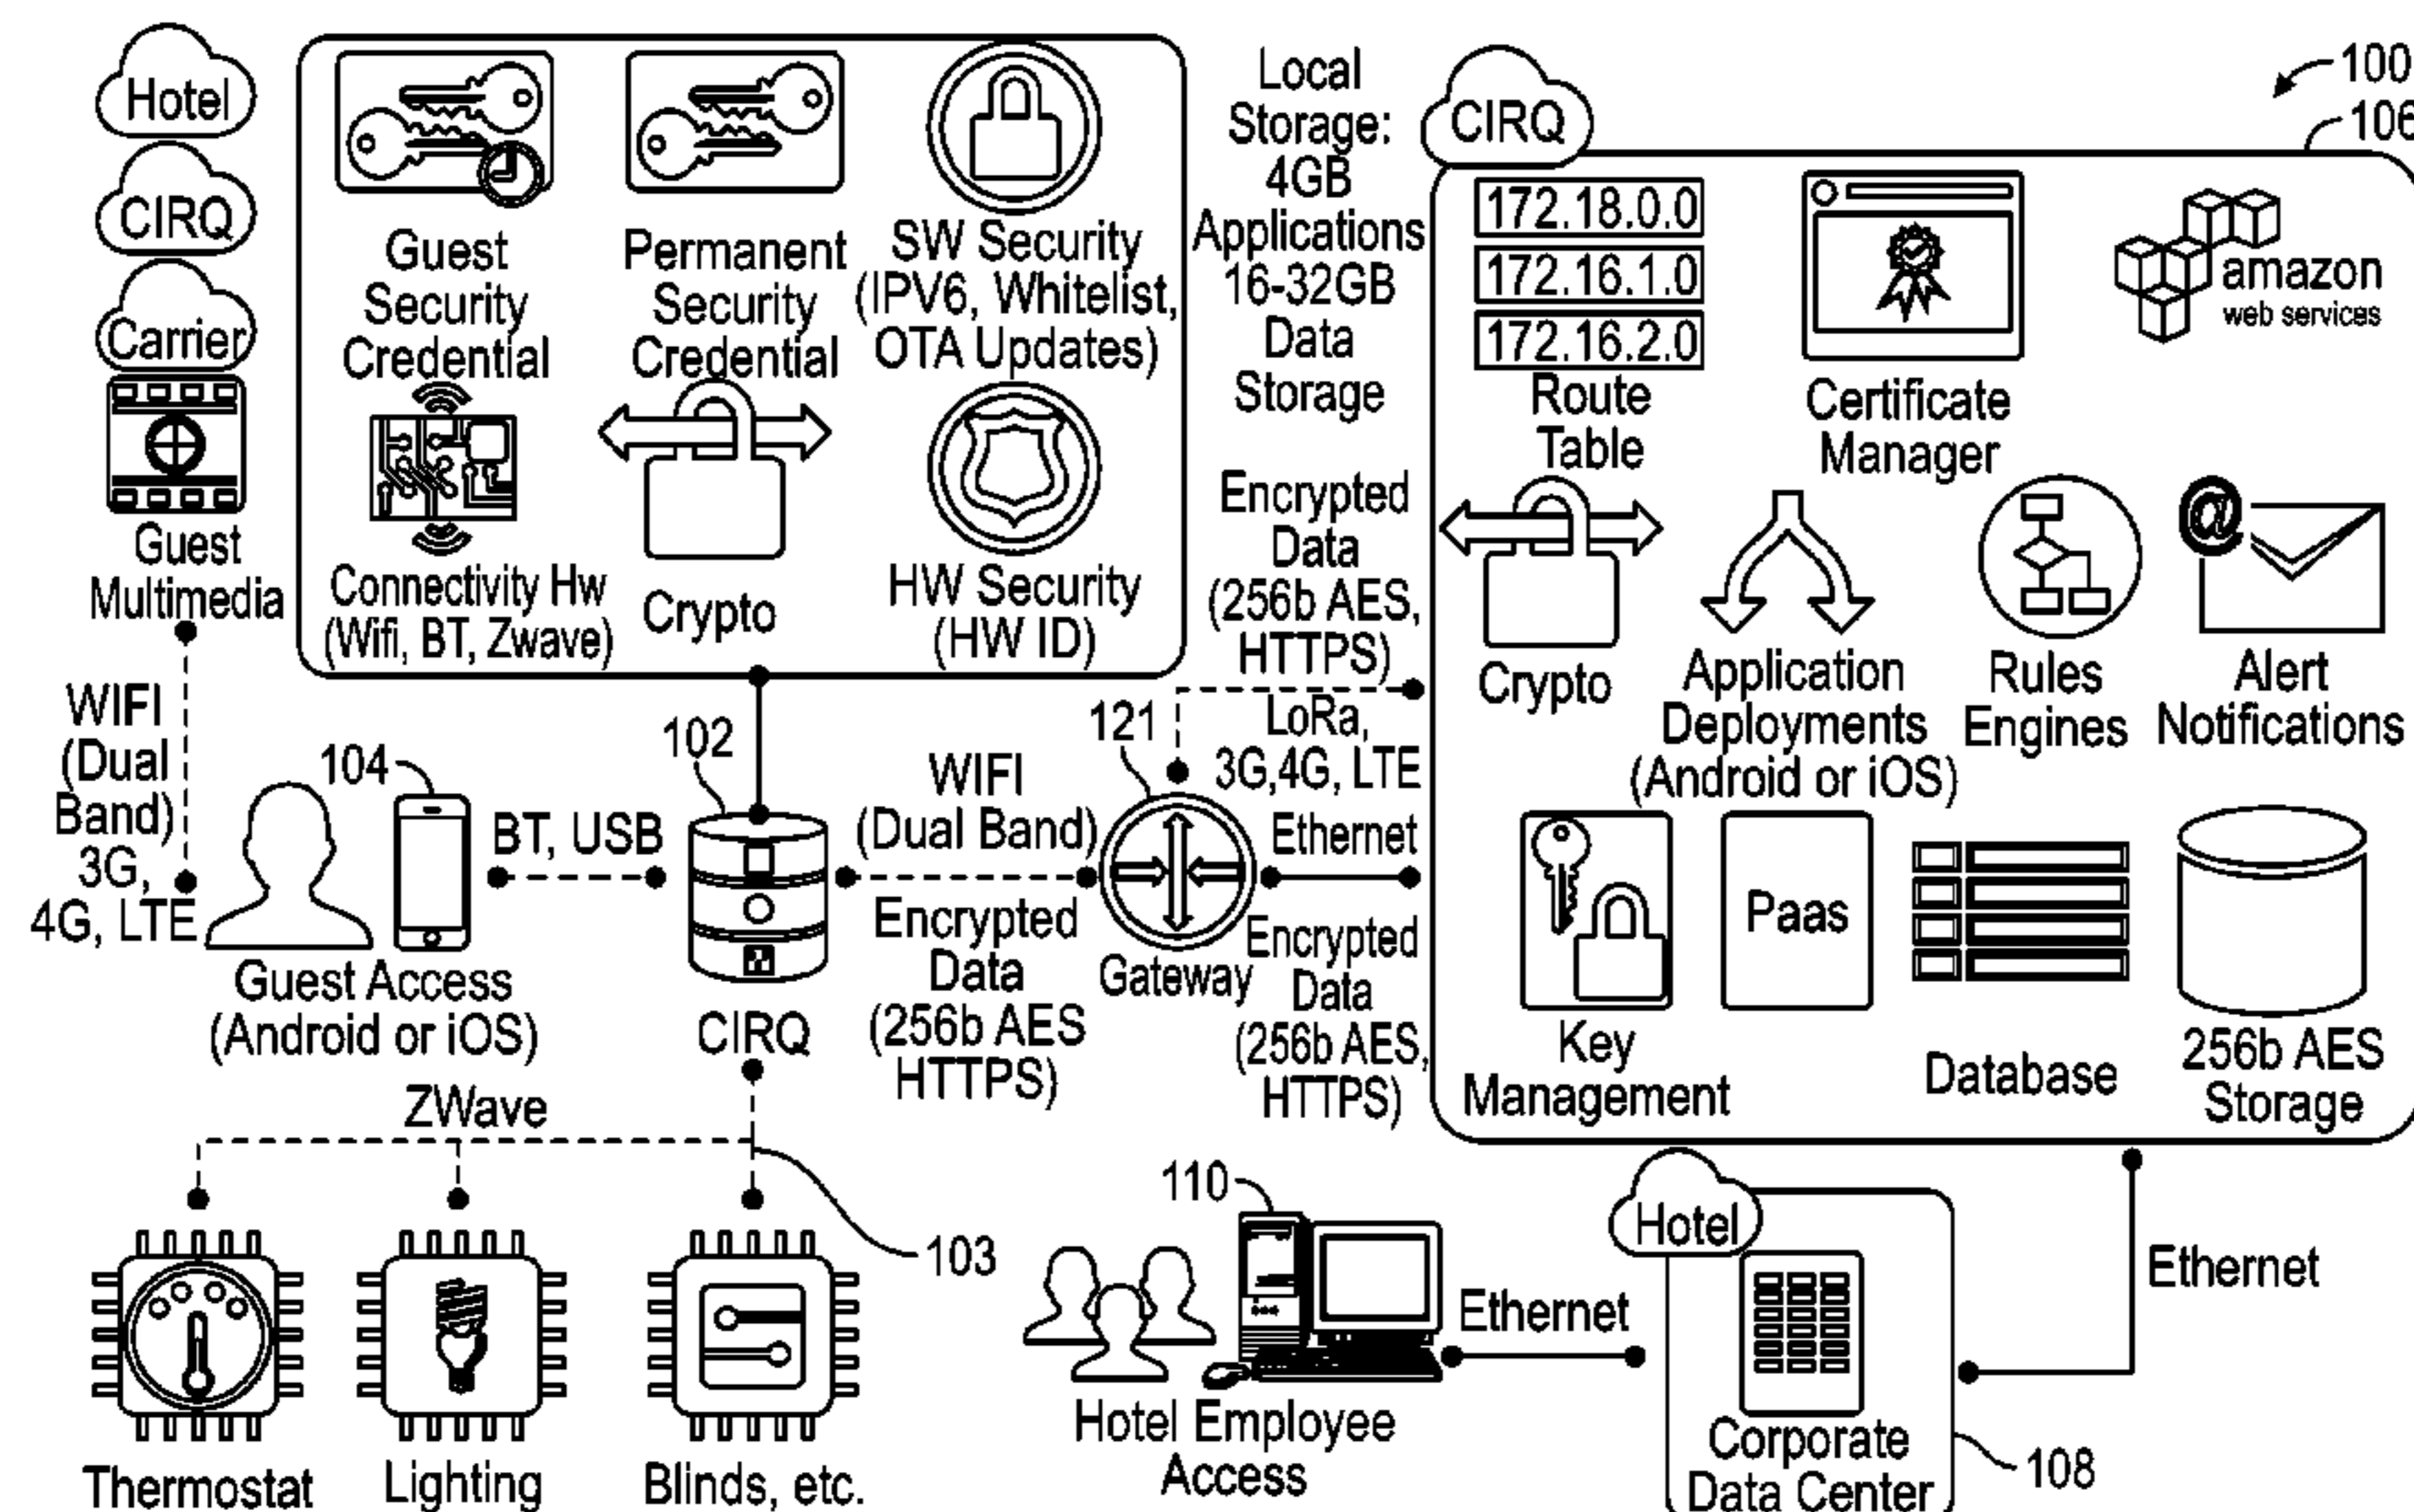 Hotel
CIRQ
Carrier
Guest
Multimedia
WIFI
(Dual
Band)
3G,
4G, LTE
Guest
Security
Credential
Permanent
Security
Credential
SW Security
(IPV6, Whitelist,
OTA Updates)
Connectivity Hw
(Wifi, BT, Zwave)
Crypto
HW Security
(HW ID)
Local
Storage:
4GB
Applications
16-32GB
Data
Storage
Encrypted
Data
(256b AES,
HTTPS)
LoRa,
3G,4G, LTE
100
106
CIRQ
172.18.0.0
172.16.1.0
172.16.2.0
Route
Table
Certificate
Manager
amazon
web services
Crypto
Application
Deployments
(Android or iOS)
Rules
Engines
@
Alert
Notifications
Key
Management
Paas
Database
256b AES
Storage
104
Guest Access
(Android or iOS)
BT, USB
102
CIRQ
WIFI
(Dual Band)
Encrypted
Data
(256b AES
HTTPS)
121
Gateway
Ethernet
Encrypted
Data
(256b AES,
HTTPS)
ZWave
103
Thermostat
Lighting
Blinds, etc.
110
Hotel Employee
Access
Ethernet
Hotel
Corporate
Data Center
108
Ethernet